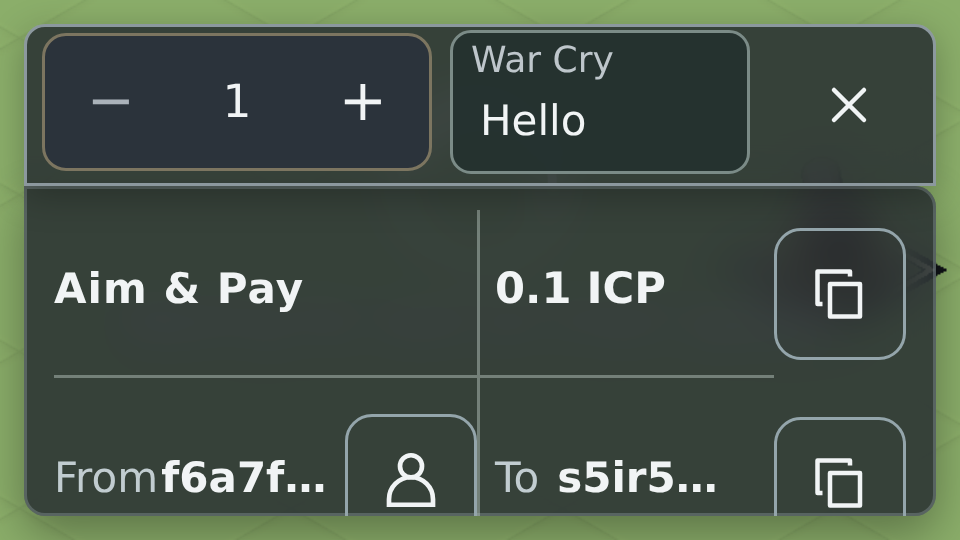 − 1 +
War Cry
Hello
Aim & Pay
0.1 ICP
From f6a7f...
To s5ir5...